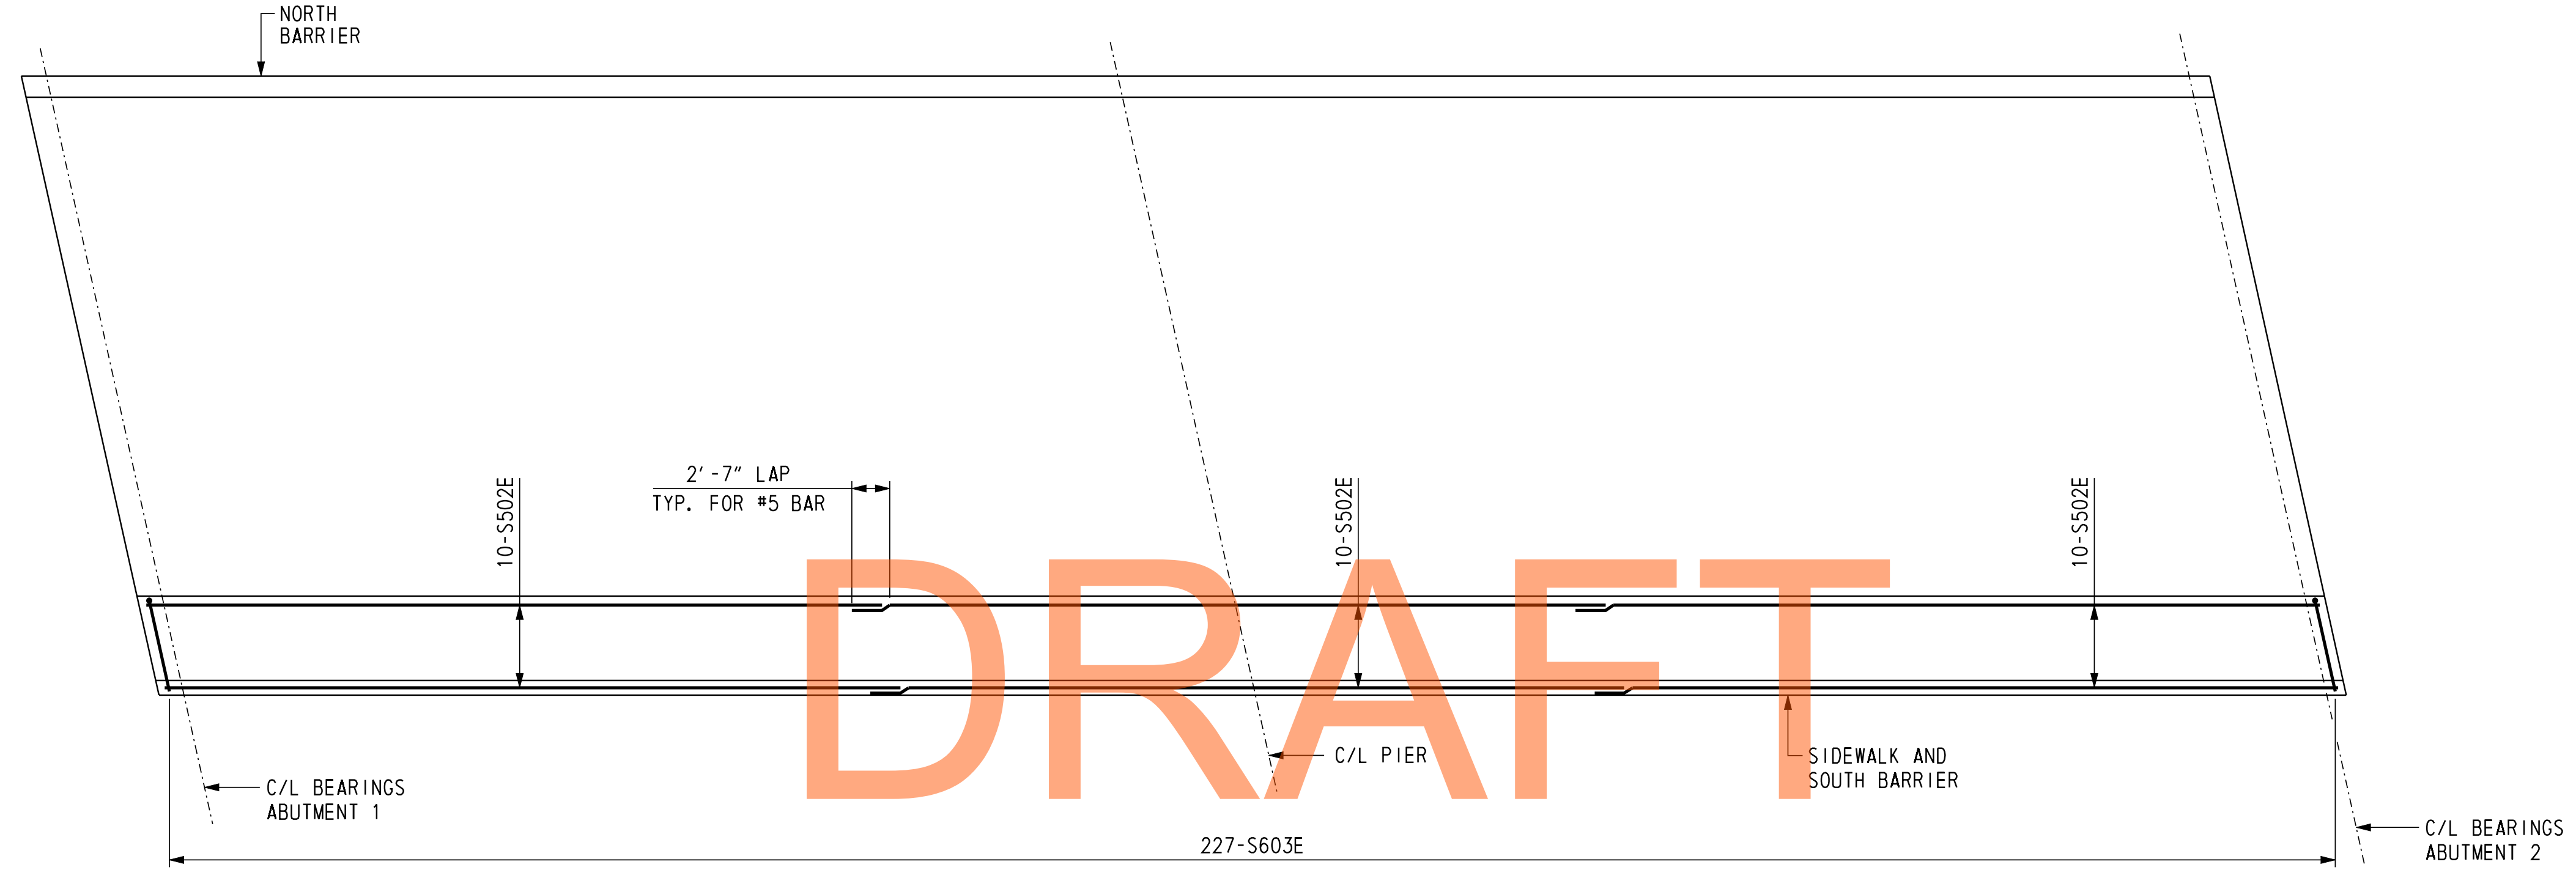 NORTH
BARRIER
2'-7" LAP
TYP. FOR #5 BAR
10-S502E
10-S502E
10-S502E
DRAFT
C/L PIER
SIDEWALK AND
SOUTH BARRIER
C/L BEARINGS
ABUTMENT 1
C/L BEARINGS
ABUTMENT 2
227-S603E